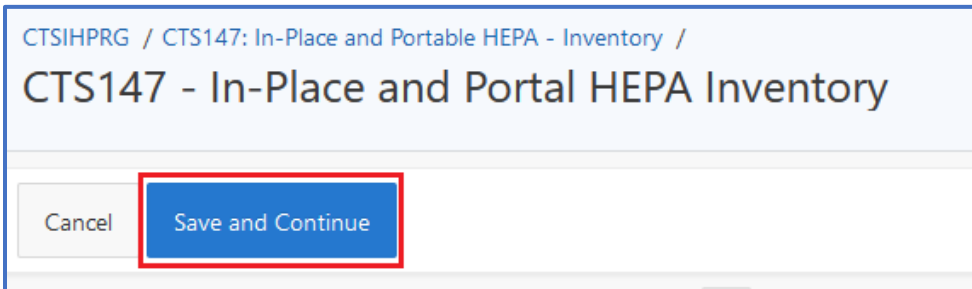 CTSIHPRG / CTS147: In-Place and Portable HEPA - Inventory /
CTS147 - In-Place and Portal HEPA Inventory
Cancel Save and Continue